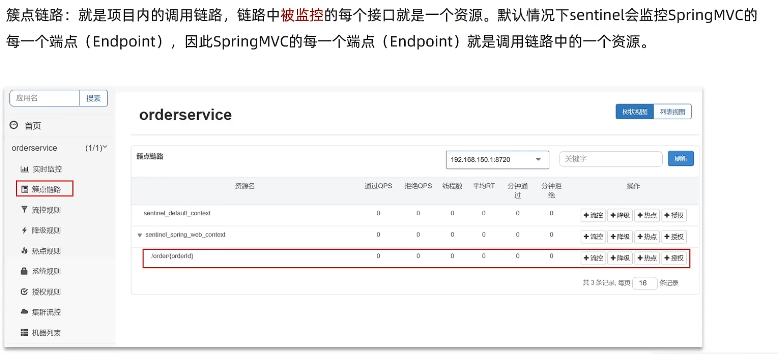 簇点链路：就是项目内的调用链路，链路中被监控的每个接口就是一个资源。默认情况下sentinel会监控SpringMVC的
每一个端点（Endpoint），因此SpringMVC的每一个端点（Endpoint）就是调用链路中的一个资源。
应用名 搜索
orderservice
树状视图 列表视图
首页
orderservice (1/1)
簇点链路 192.168.150.1:8720 关键字 刷新
实时监控
簇点链路
资源名 通过QPS 拒绝QPS 线程数 平均RT 分钟通过 分钟拒绝 操作
流控规则
sentinel_default_context 0 0 0 0 0 0 +流控 +降级 +热点 +授权
降级规则
sentinel_spring_web_context 0 0 0 0 0 0 +流控 +降级 +热点 +授权
热点规则
/order/{orderId} 0 0 0 0 0 0 +流控 +降级 +热点 +授权
系统规则
共 3 条记录, 每页 16 条记录
授权规则
集群流控
机器列表